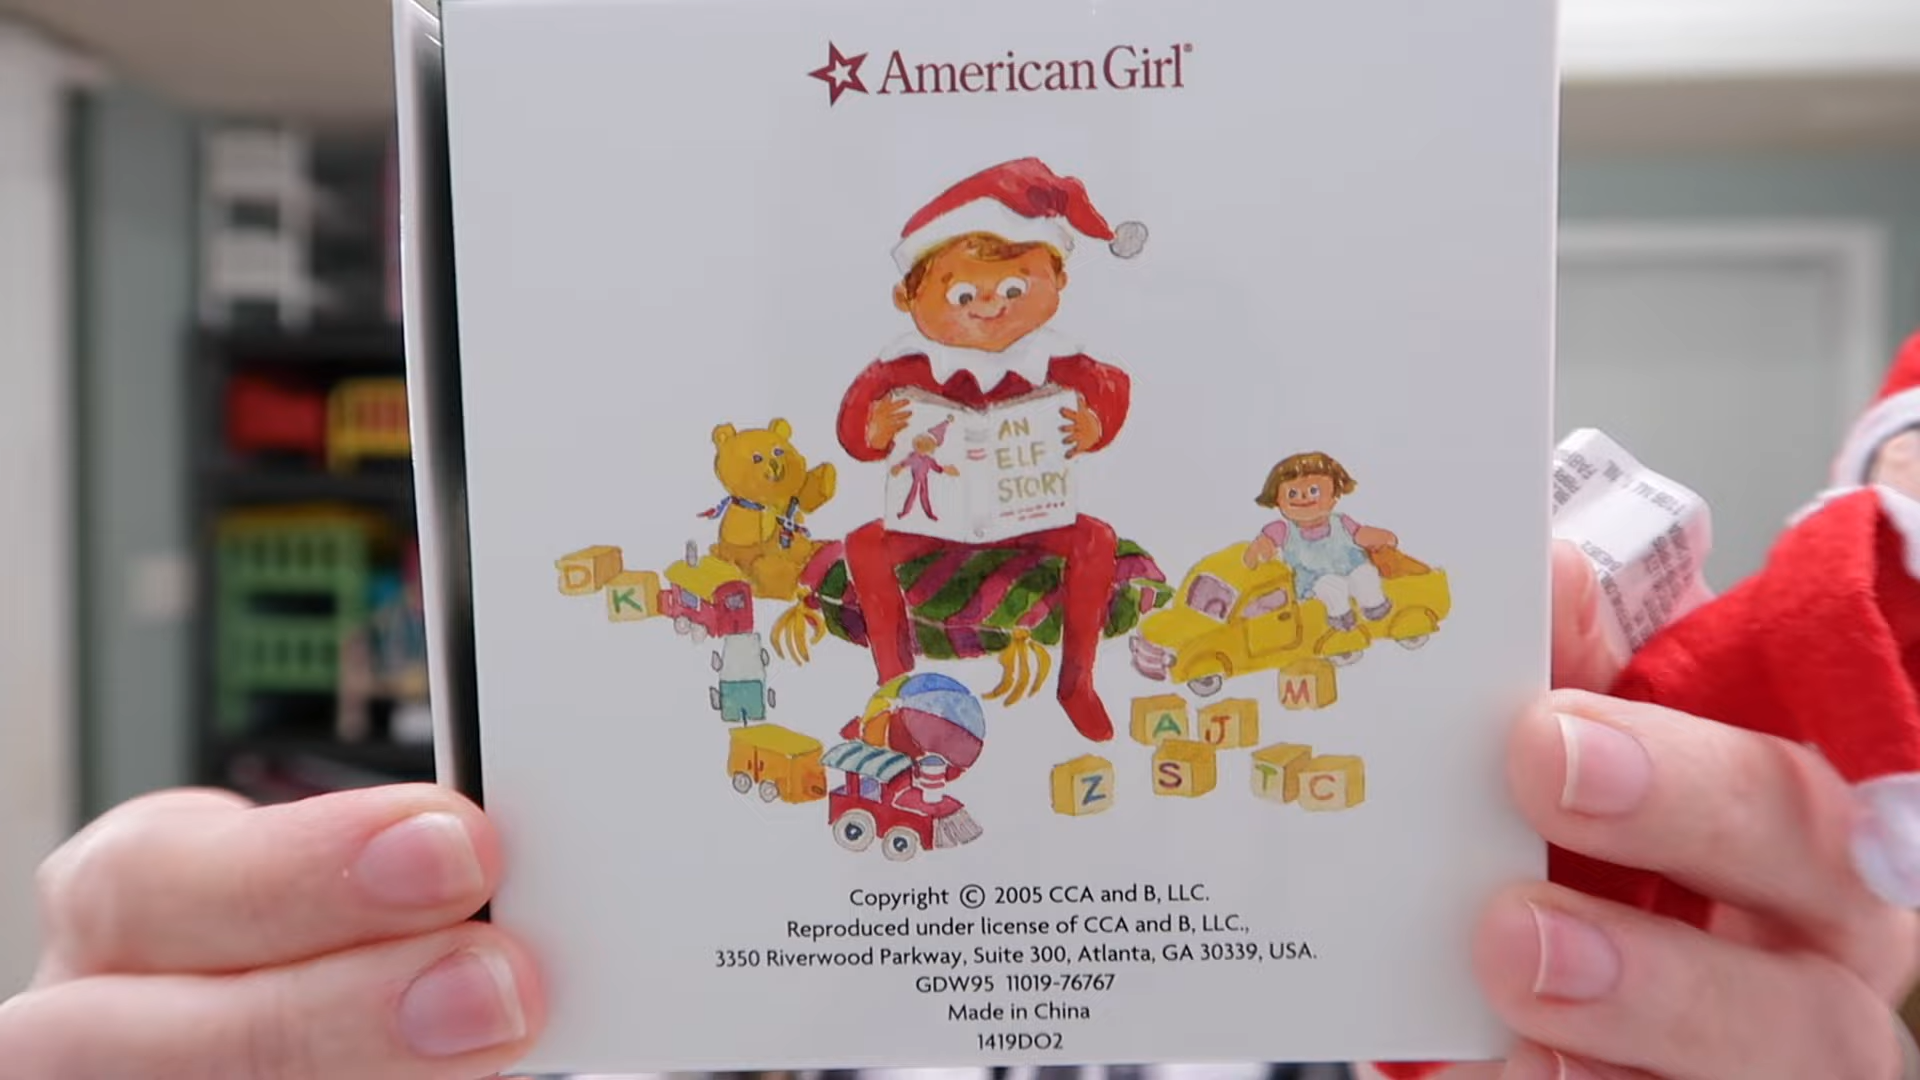 American Girl®
AN
ELF
STORY
D
K
M
A J
Z S T C
Copyright © 2005 CCA and B, LLC.
Reproduced under license of CCA and B, LLC.,
3350 Riverwood Parkway, Suite 300, Atlanta, GA 30339, USA.
GDW95 11019-76767
Made in China
1419DO2